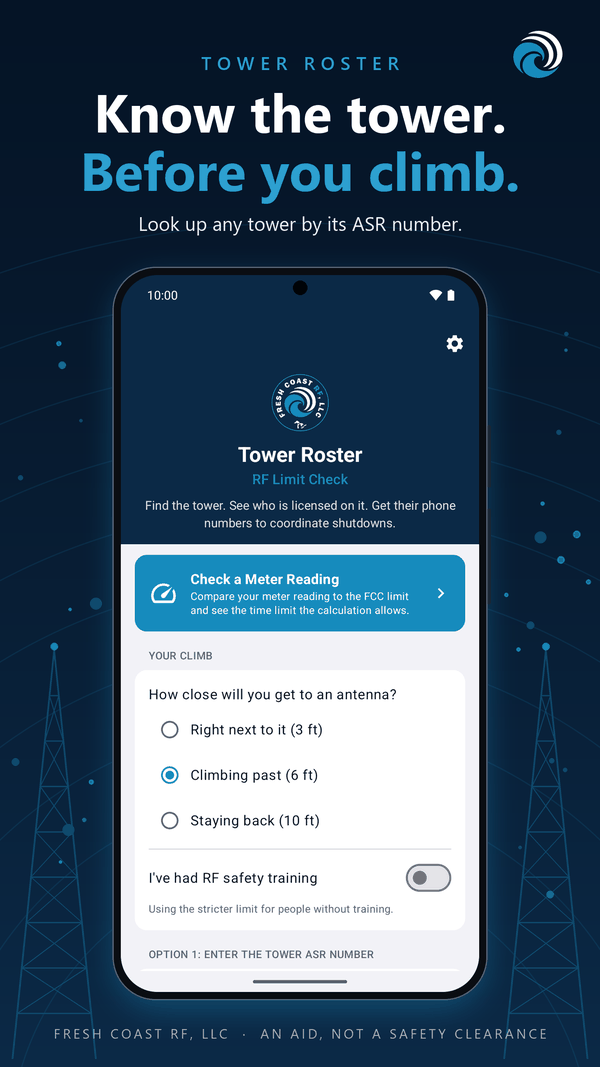 TOWER ROSTER
Know the tower.
Before you climb.
Look up any tower by its ASR number.
10:00
FRESH COAST RF, LLC
Tower Roster
RF Limit Check
Find the tower. See who is licensed on it. Get their phone
numbers to coordinate shutdowns.
Check a Meter Reading
Compare your meter reading to the FCC limit
and see the time limit the calculation allows.
YOUR CLIMB
How close will you get to an antenna?
Right next to it (3 ft)
Climbing past (6 ft)
Staying back (10 ft)
I've had RF safety training
Using the stricter limit for people without training.
OPTION 1: ENTER THE TOWER ASR NUMBER
FRESH COAST RF, LLC · AN AID, NOT A SAFETY CLEARANCE